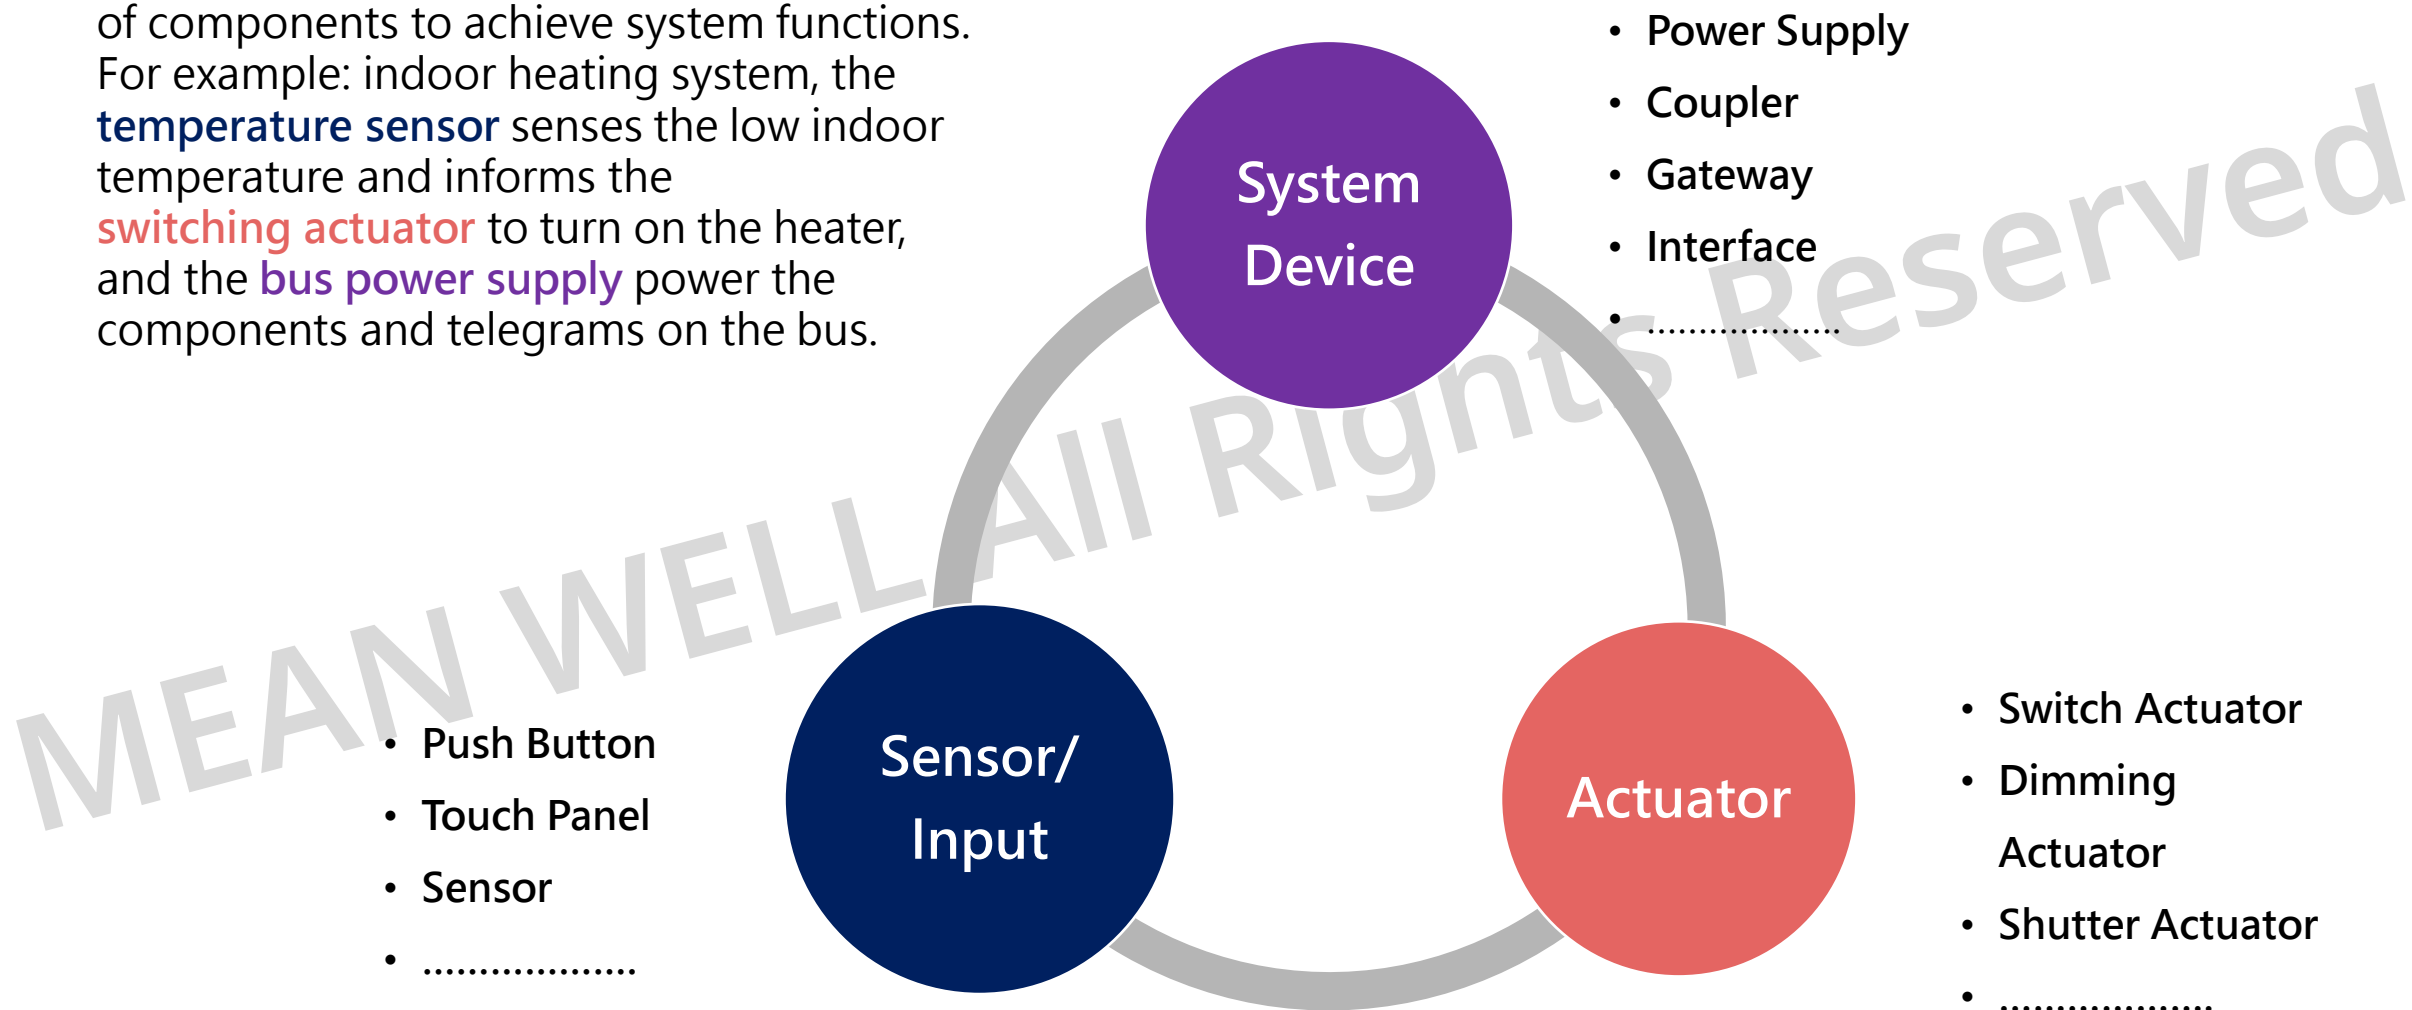 of components to achieve system functions.
For example: indoor heating system, the
temperature sensor senses the low indoor
temperature and informs the
switching actuator to turn on the heater,
and the bus power supply power the
components and telegrams on the bus.
System
Device
• Power Supply
• Coupler
• Gateway
• Interface
• ...................
MEAN WELL All Rights Reserved
• Push Button
• Touch Panel
• Sensor
• ...................
Sensor/
Input
Actuator
• Switch Actuator
• Dimming
Actuator
• Shutter Actuator
• ...................